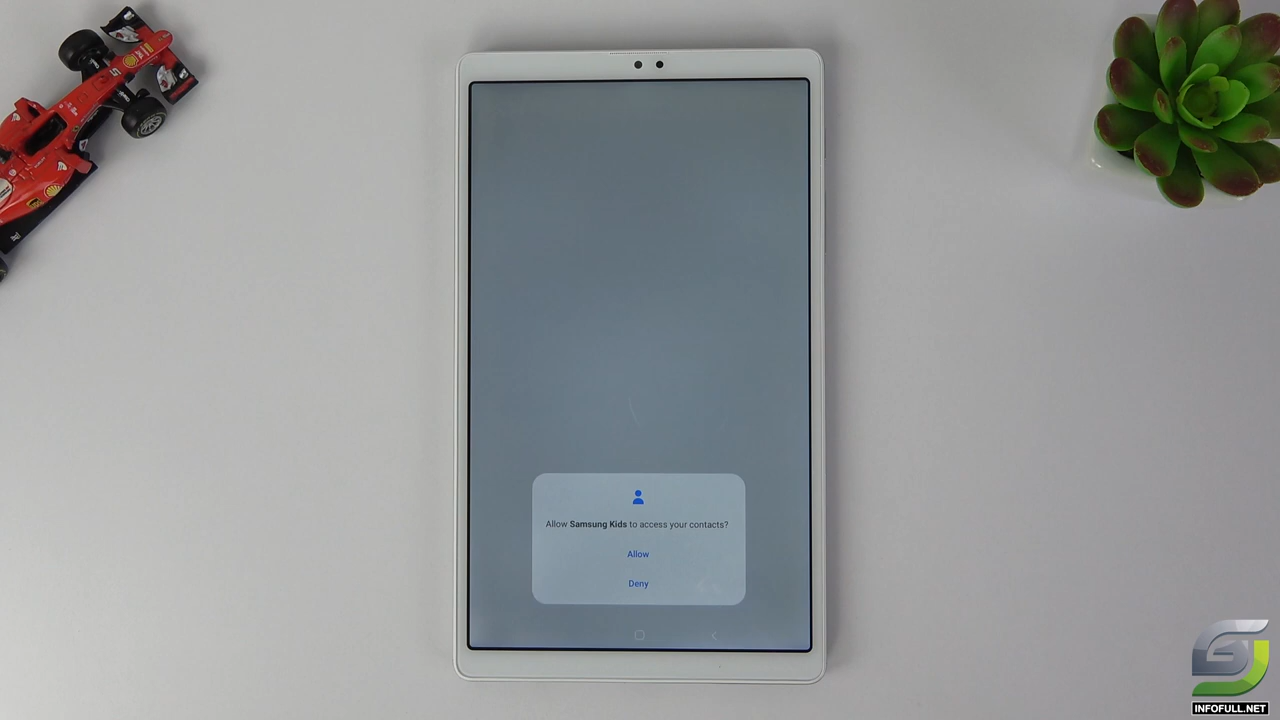 Allow Samsung Kids to access your contacts?
Allow
Deny
INFOFULL.NET